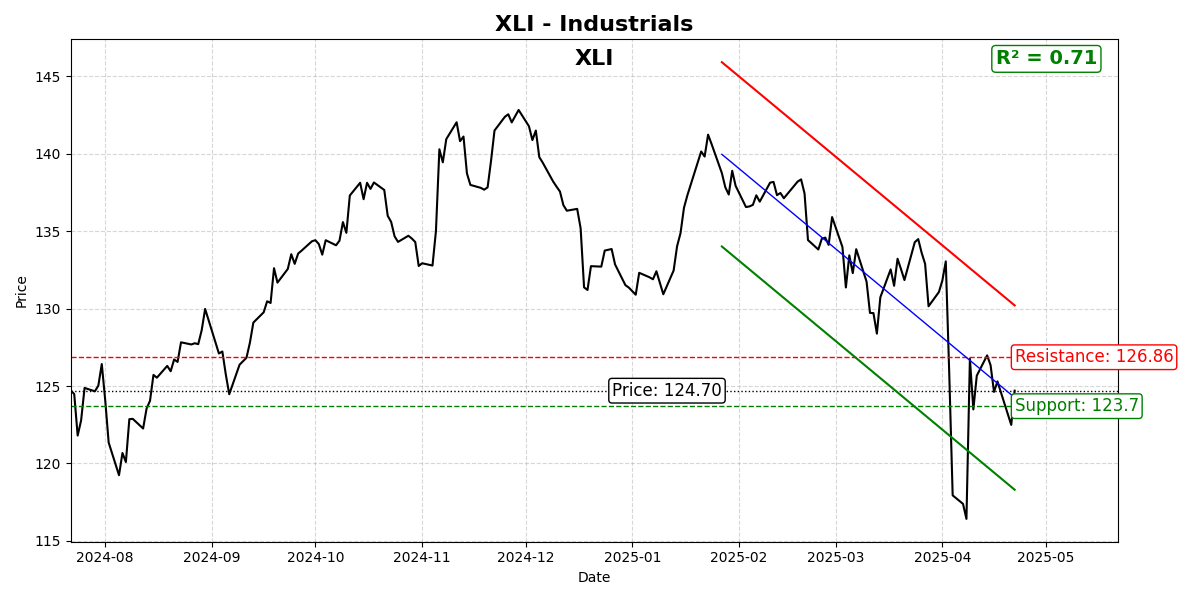 XLI - Industrials
XLI
R² = 0.71
145
140
135
130
125
120
115
Price
Resistance: 126.86
Price: 124.70
Support: 123.7
2024-08
2024-09
2024-10
2024-11
2024-12
2025-01
2025-02
2025-03
2025-04
2025-05
Date